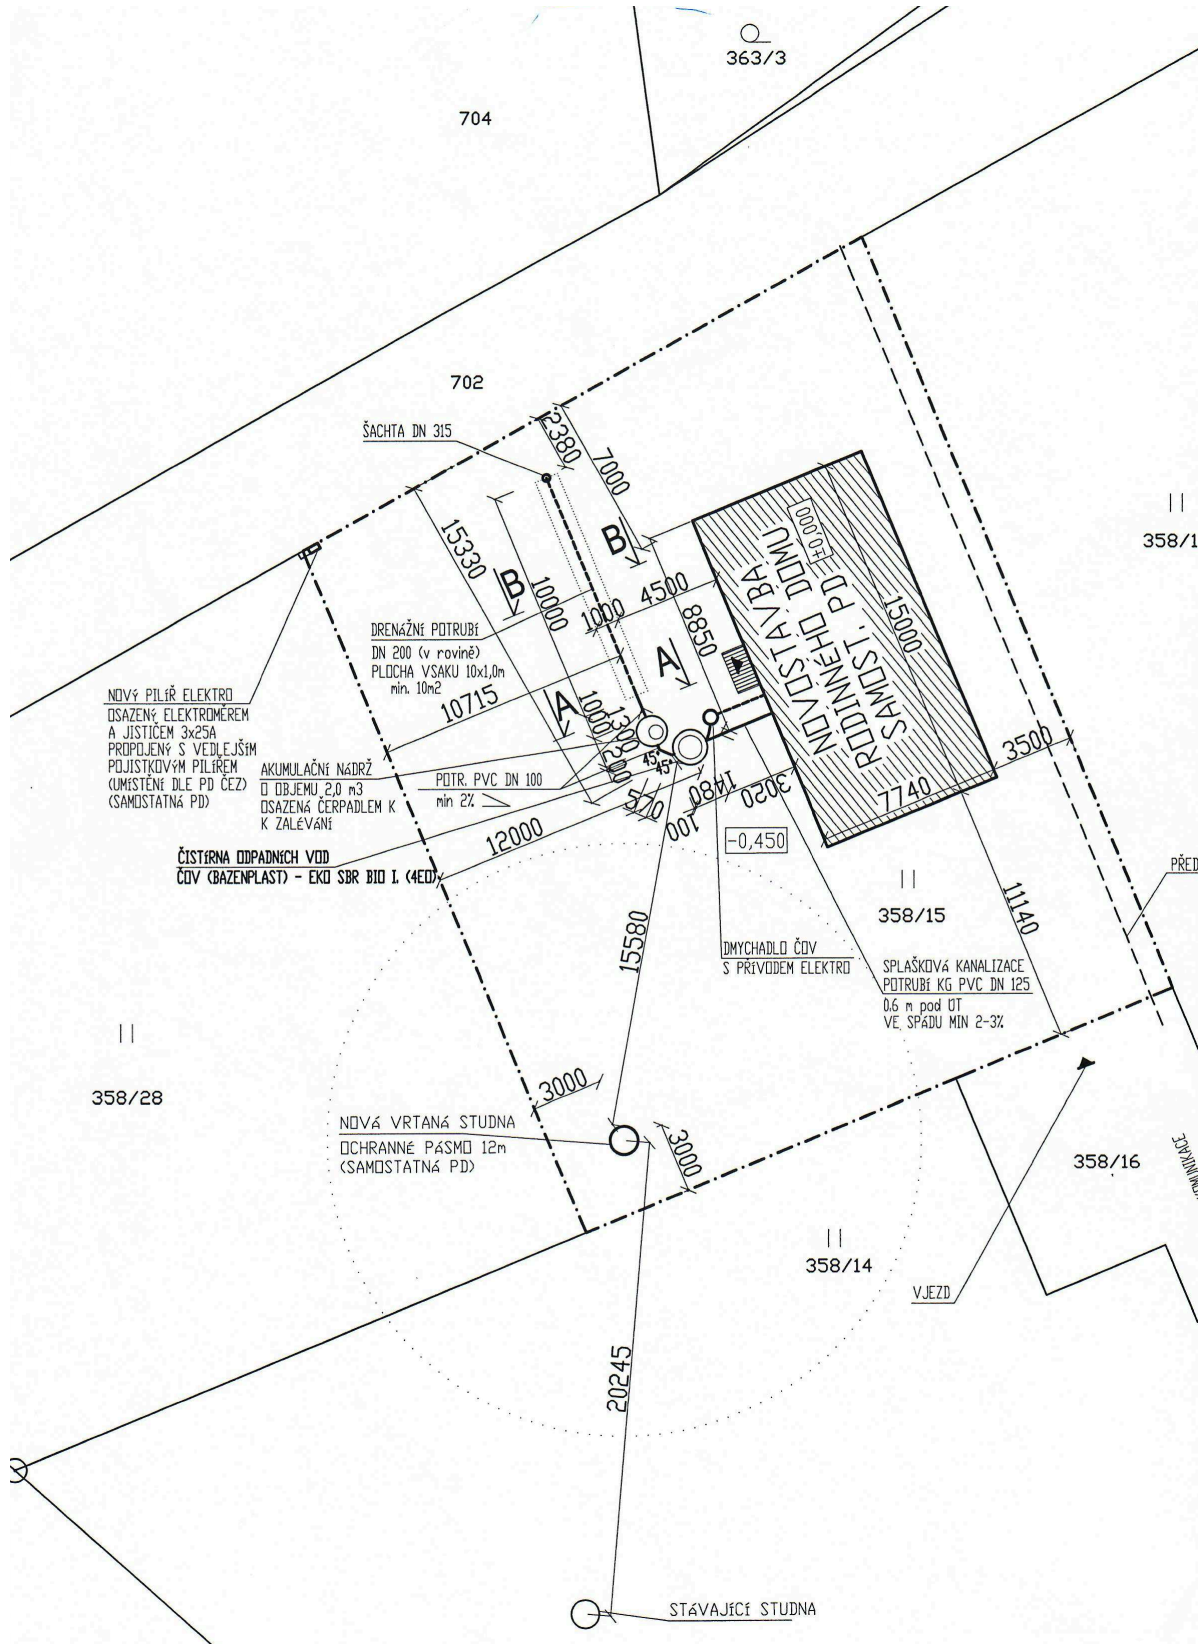 363/3
704
702
ŠACHTA DN 315
2380
7000
15330
10000
B
B
1000
4500
8850
A
A
±0,000
NOVOSTAVBA
RODINNÉHO DOMU
SAMOST. PD
15000
358/1
DRENÁŽNÍ POTRUBÍ
DN 200 (v rovině)
PLOCHA VSAKU 10x1,0m
min. 10m2
10715
NOVÝ PILÍŘ ELEKTRO
OSAZENÝ ELEKTROMĚREM
A JISTIČEM 3x25A
PROPOJENÝ S VEDLEJŠÍM
POJISTKOVÝM PILÍŘEM
(UMÍSTĚNÍ DLE PD ČEZ)
(SAMOSTATNÁ PD)
AKUMULAČNÍ NÁDRŽ
O OBJEMU 2,0 m3
OSAZENÁ ČERPADLEM K
K ZALÉVÁNÍ
POTR. PVC DN 100
min 2%
1000
1300
45°
45°
570
1480
100
3020
7740
3500
12000
ČISTÍRNA ODPADNÍCH VOD
ČOV (BAZENPLAST) - EKO SBR BIO I. (4EO)
-0,450
PŘED
358/15
11140
15580
DMYCHADLO ČOV
S PŘÍVODEM ELEKTRO
SPLAŠKOVÁ KANALIZACE
POTRUBÍ KG PVC DN 125
0,6 m pod ÚT
VE SPÁDU MIN 2-3%
358/28
3000
NOVÁ VRTANÁ STUDNA
OCHRANNÉ PÁSMO 12m
(SAMOSTATNÁ PD)
3000
358/16
358/14
VJEZD
20245
STÁVAJÍCÍ STUDNA